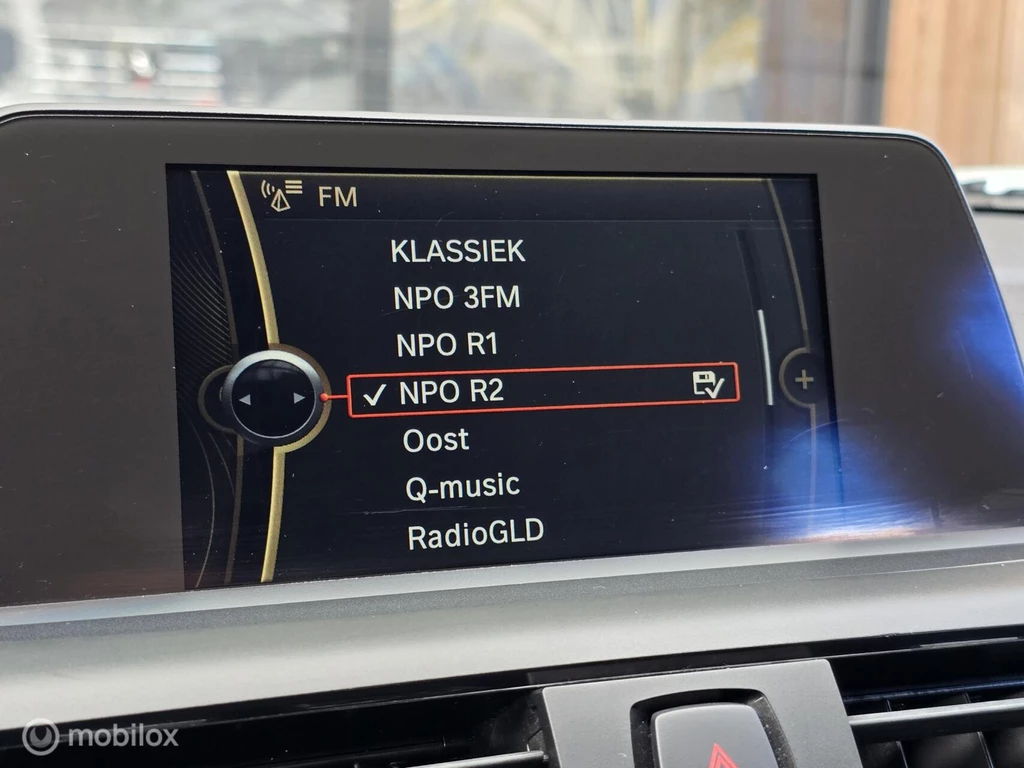 FM
KLASSIEK
NPO 3FM
NPO R1
NPO R2
Oost
Q-music
RadioGLD
mobilox